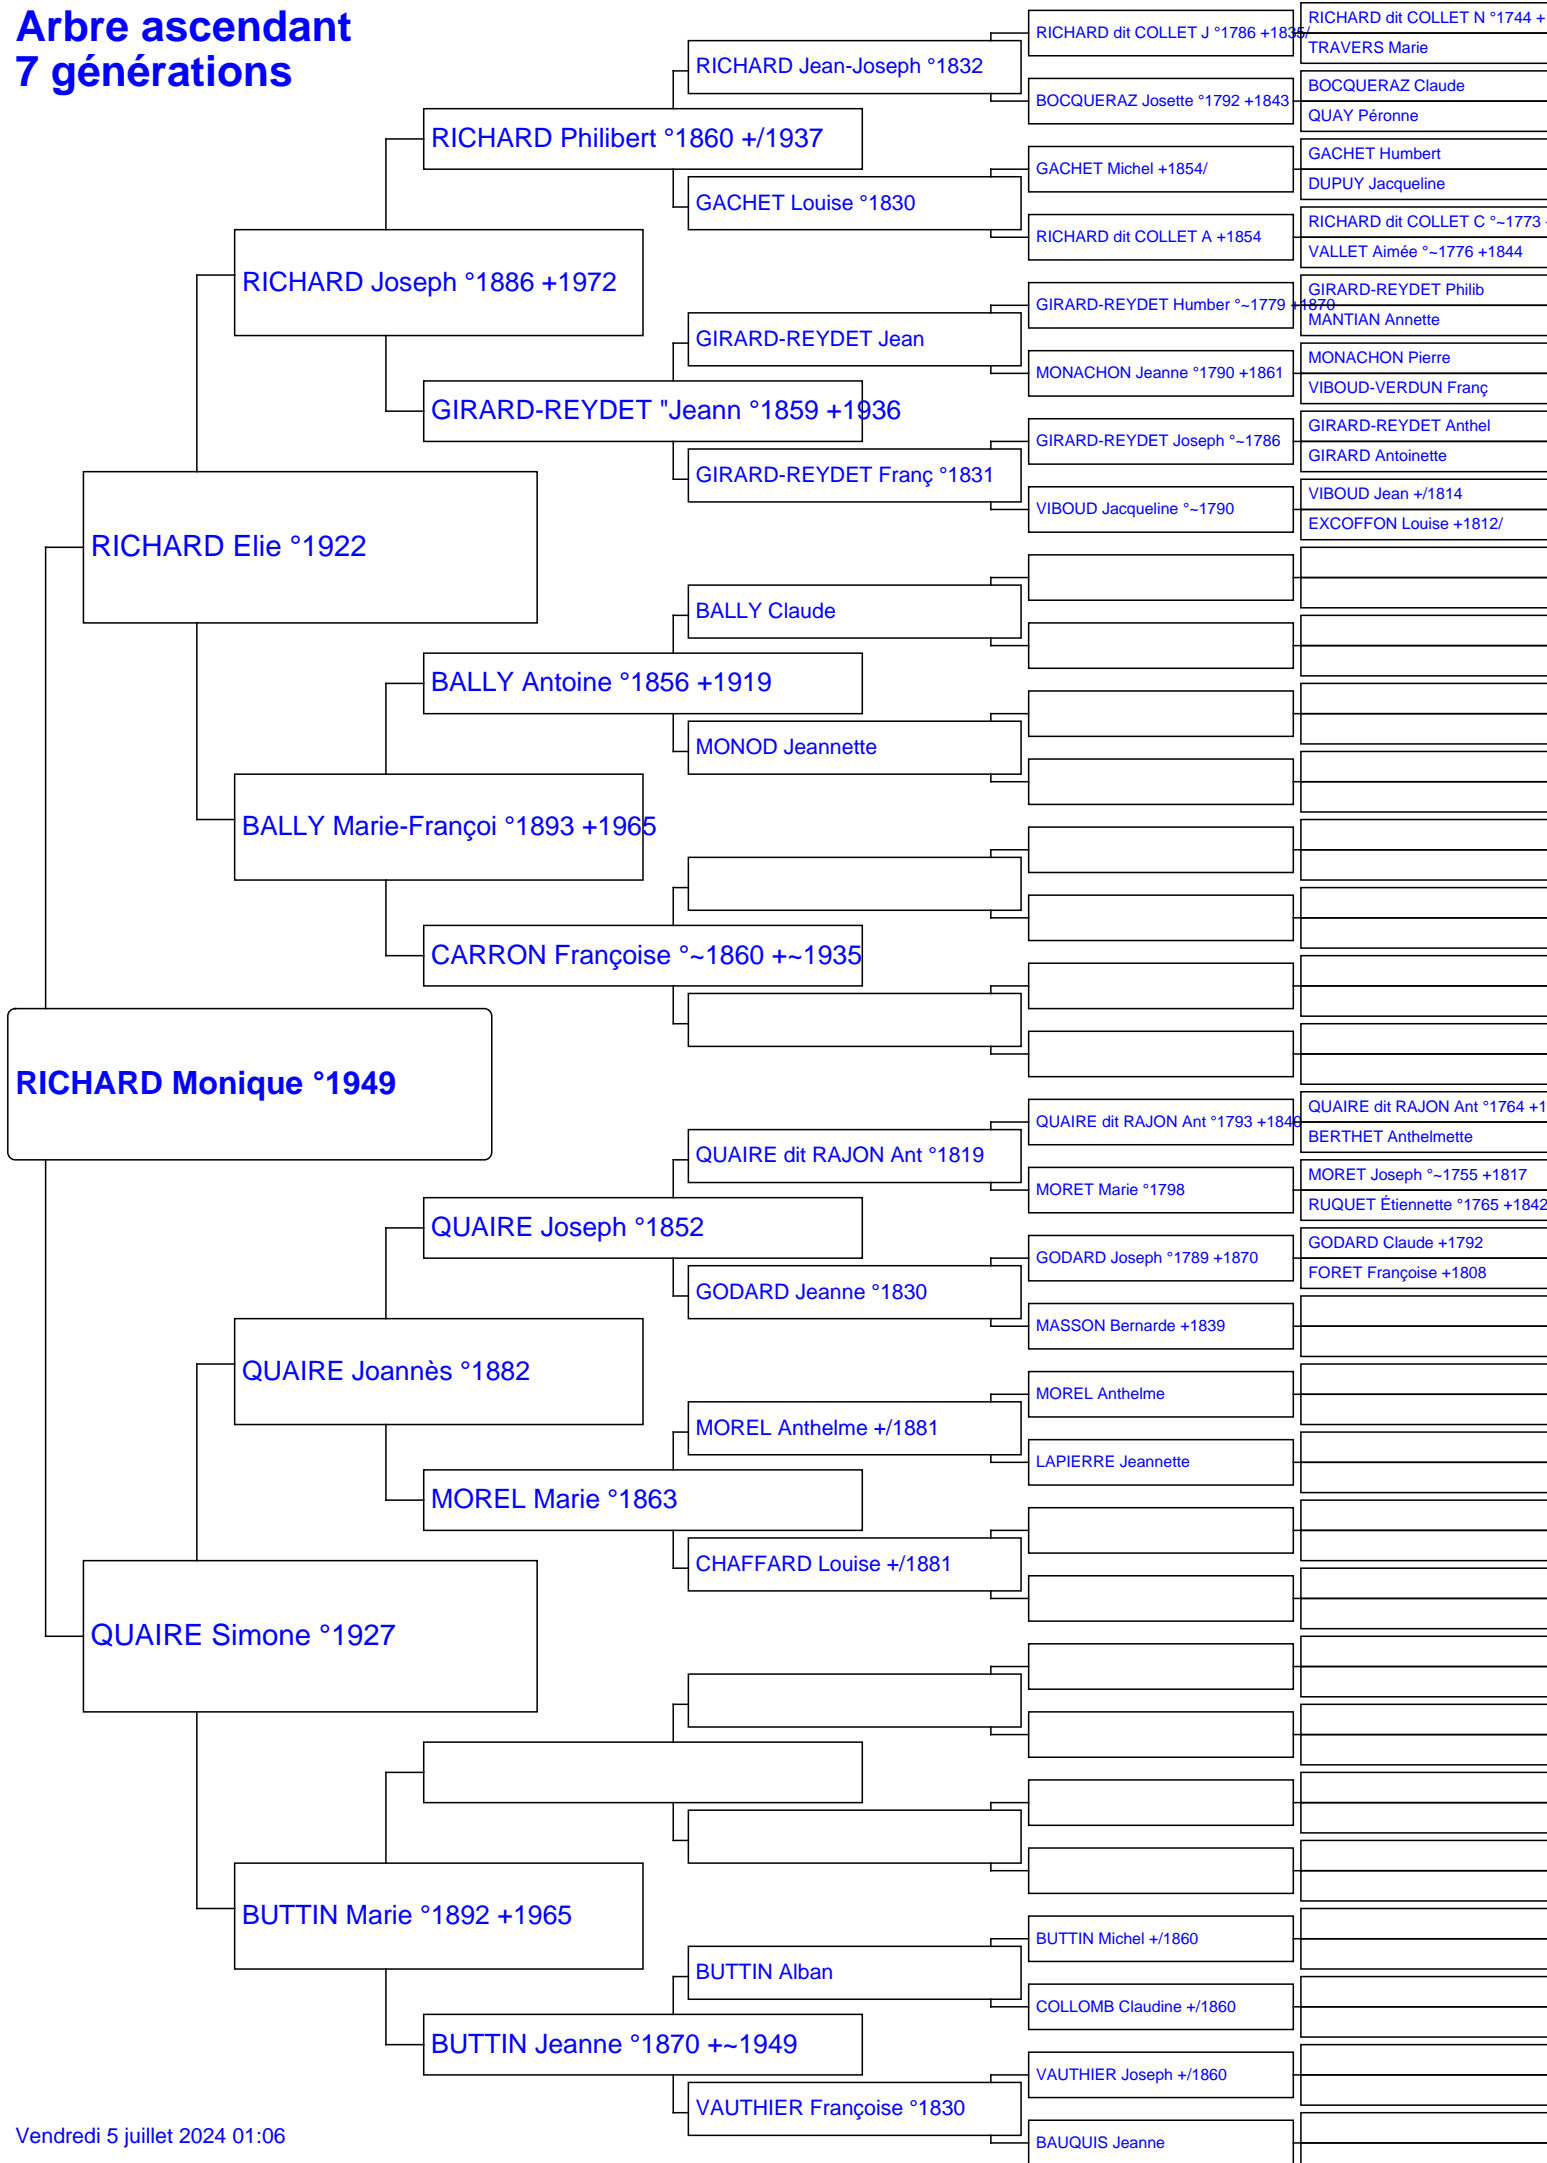 Arbre ascendant
7 générations
RICHARD Monique °1949
RICHARD Elie °1922
QUAIRE Simone °1927
RICHARD Joseph °1886 +1972
BALLY Marie-Françoi °1893 +1965
QUAIRE Joannès °1882
BUTTIN Marie °1892 +1965
RICHARD Philibert °1860 +/1937
GIRARD-REYDET "Jeann °1859 +1936
BALLY Antoine °1856 +1919
CARRON Françoise °~1860 +~1935
QUAIRE Joseph °1852
MOREL Marie °1863
BUTTIN Jeanne °1870 +~1949
RICHARD Jean-Joseph °1832
GACHET Louise °1830
GIRARD-REYDET Jean
GIRARD-REYDET Franç °1831
BALLY Claude
MONOD Jeannette
QUAIRE dit RAJON Ant °1819
GODARD Jeanne °1830
MOREL Anthelme +/1881
CHAFFARD Louise +/1881
BUTTIN Alban
VAUTHIER Françoise °1830
RICHARD dit COLLET J °1786 +1835/
BOCQUERAZ Josette °1792 +1843
GACHET Michel +1854/
RICHARD dit COLLET A +1854
GIRARD-REYDET Humber °~1779 +1870
MONACHON Jeanne °1790 +1861
GIRARD-REYDET Joseph °~1786
VIBOUD Jacqueline °~1790
QUAIRE dit RAJON Ant °1793 +1840
MORET Marie °1798
GODARD Joseph °1789 +1870
MASSON Bernarde +1839
MOREL Anthelme
LAPIERRE Jeannette
BUTTIN Michel +/1860
COLLOMB Claudine +/1860
VAUTHIER Joseph +/1860
BAUQUIS Jeanne
RICHARD dit COLLET N °1744 +
TRAVERS Marie
BOCQUERAZ Claude
QUAY Péronne
GACHET Humbert
DUPUY Jacqueline
RICHARD dit COLLET C °~1773
VALLET Aimée °~1776 +1844
GIRARD-REYDET Philib
MANTIAN Annette
MONACHON Pierre
VIBOUD-VERDUN Franç
GIRARD-REYDET Anthel
GIRARD Antoinette
VIBOUD Jean +/1814
EXCOFFON Louise +1812/
QUAIRE dit RAJON Ant °1764 +1
BERTHET Anthelmette
MORET Joseph °~1755 +1817
RUQUET Étiennette °1765 +1842
GODARD Claude +1792
FORET Françoise +1808
Vendredi 5 juillet 2024 01:06